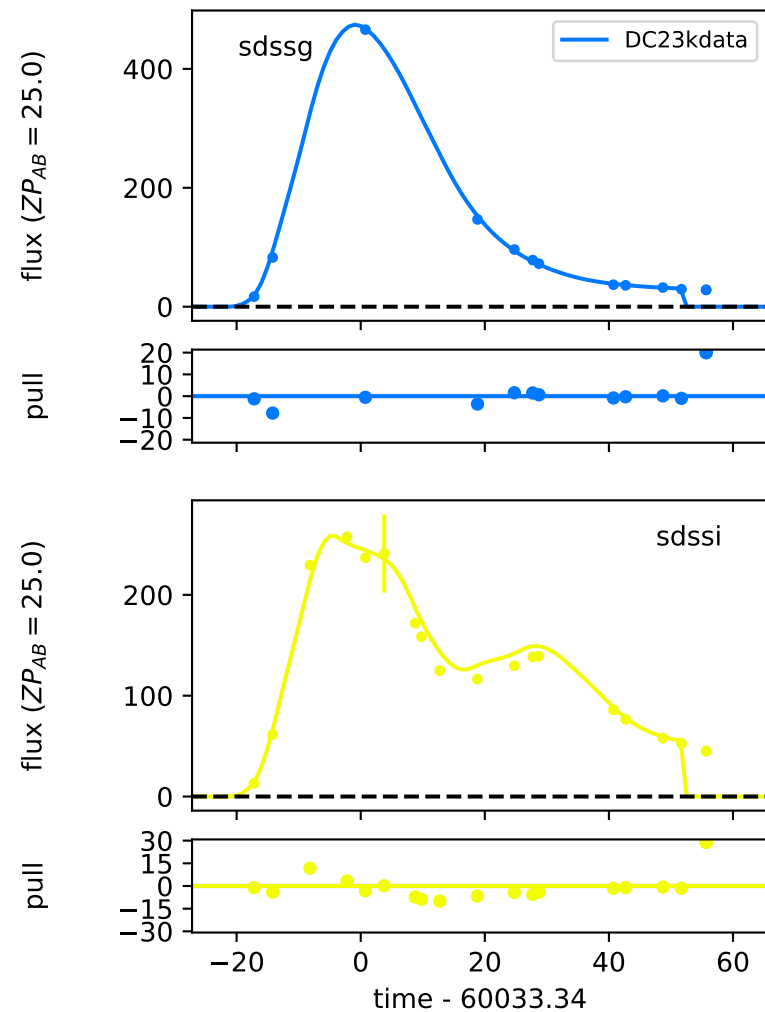 sdssg
DC23kdata
flux (ZP_AB = 25.0)
400
200
0
pull
20
10
0
−10
−20
sdssi
flux (ZP_AB = 25.0)
200
100
0
pull
30
15
0
−15
−30
−20 0 20 40 60
time - 60033.34